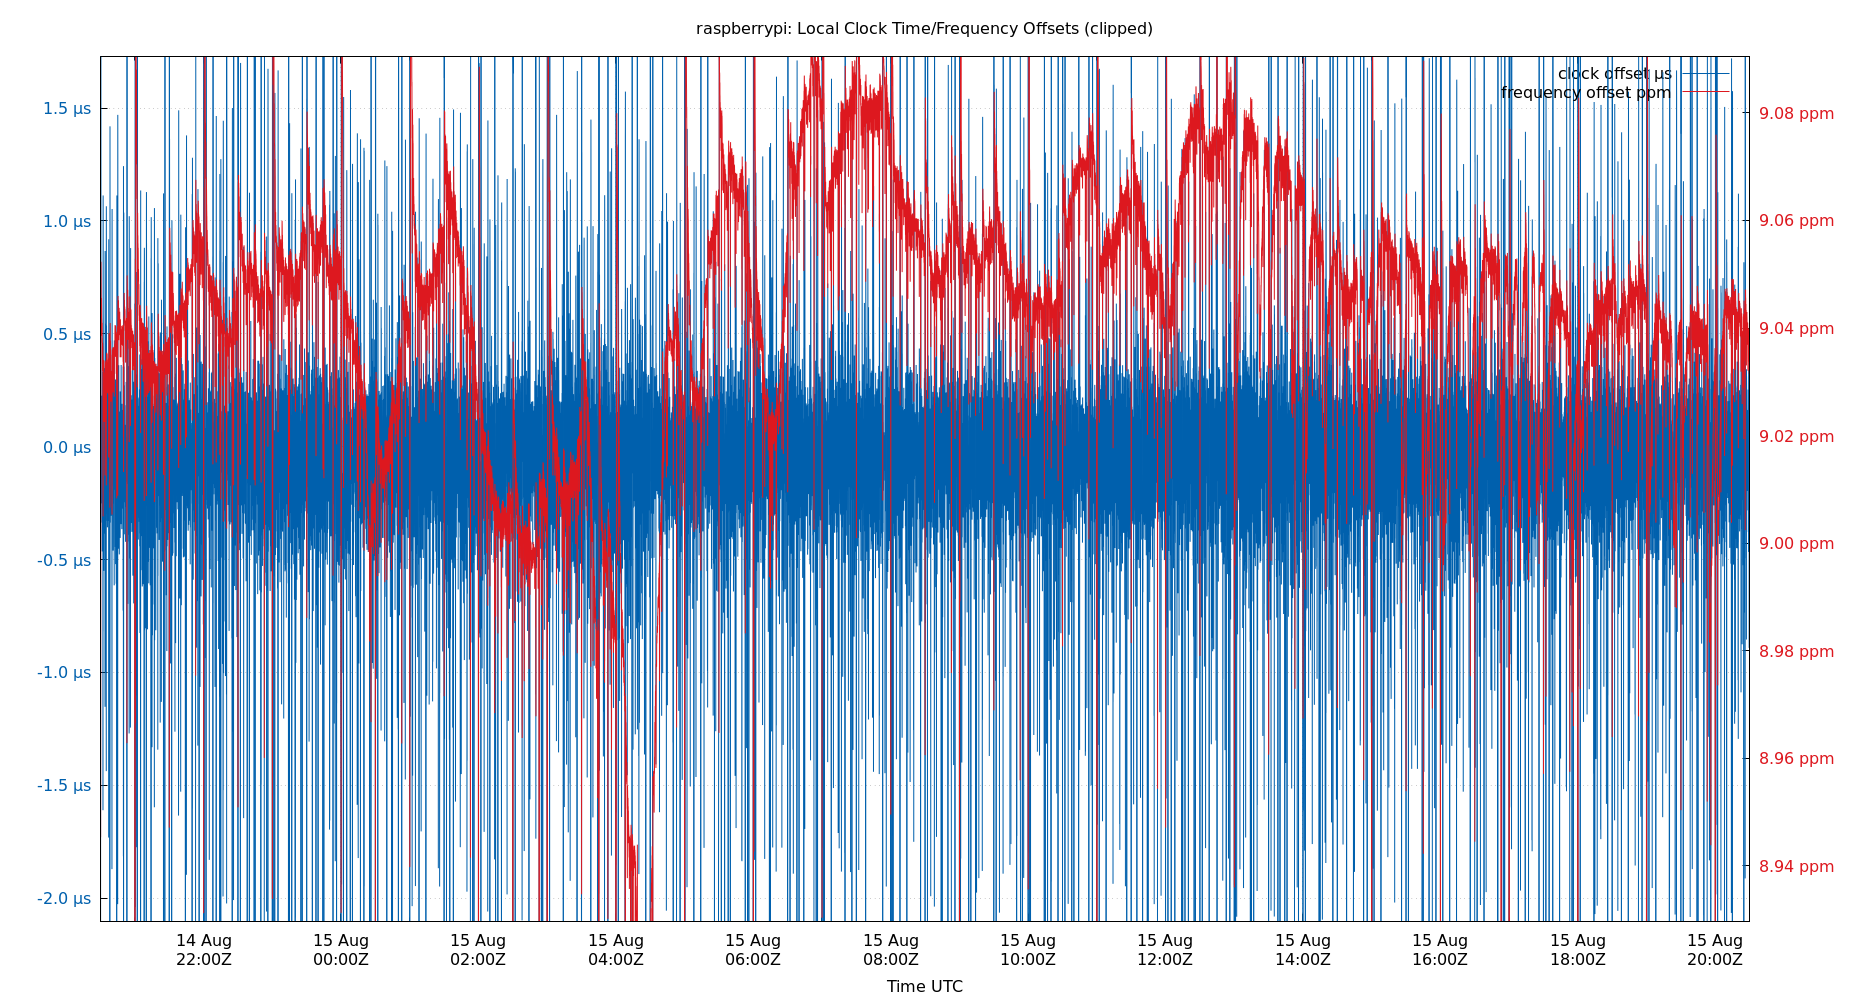 raspberrypi: Local Clock Time/Frequency Offsets (clipped)
clock offset µs
frequency offset ppm
1.5 µs
1.0 µs
0.5 µs
0.0 µs
-0.5 µs
-1.0 µs
-1.5 µs
-2.0 µs
9.08 ppm
9.06 ppm
9.04 ppm
9.02 ppm
9.00 ppm
8.98 ppm
8.96 ppm
8.94 ppm
14 Aug
22:00Z
15 Aug
00:00Z
15 Aug
02:00Z
15 Aug
04:00Z
15 Aug
06:00Z
15 Aug
08:00Z
15 Aug
10:00Z
15 Aug
12:00Z
15 Aug
14:00Z
15 Aug
16:00Z
15 Aug
18:00Z
15 Aug
20:00Z
Time UTC